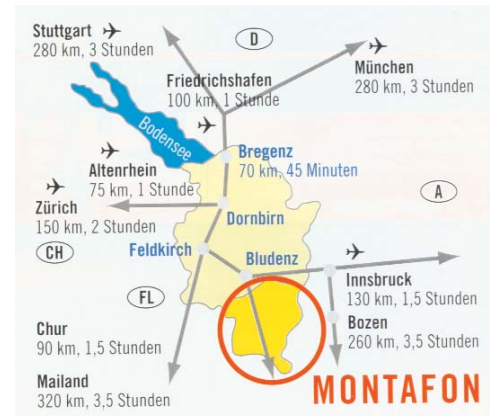 Stuttgart
280 km, 3 Stunden
D
München
280 km, 3 Stunden
Friedrichshafen
100 km, 1 Stunde
Bodensee
Bregenz
70 km, 45 Minuten
Altenrhein
75 km, 1 Stunde
A
Zürich
150 km, 2 Stunden
Dornbirn
CH
Feldkirch
Bludenz
FL
Innsbruck
130 km, 1,5 Stunden
Bozen
260 km, 3,5 Stunden
Chur
90 km, 1,5 Stunden
Mailand
320 km, 3,5 Stunden
MONTAFON